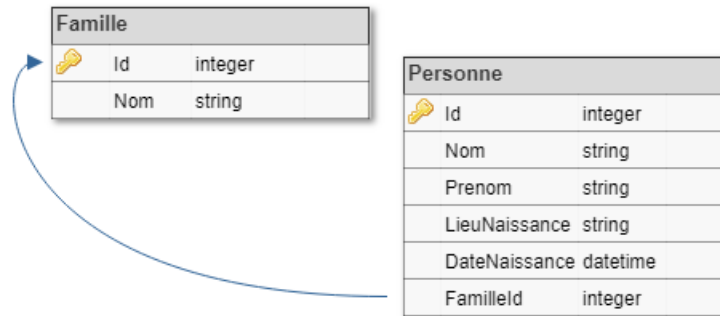 Famille
Id integer
Nom string
Personne
Id integer
Nom string
Prenom string
LieuNaissance string
DateNaissance datetime
FamilleId integer